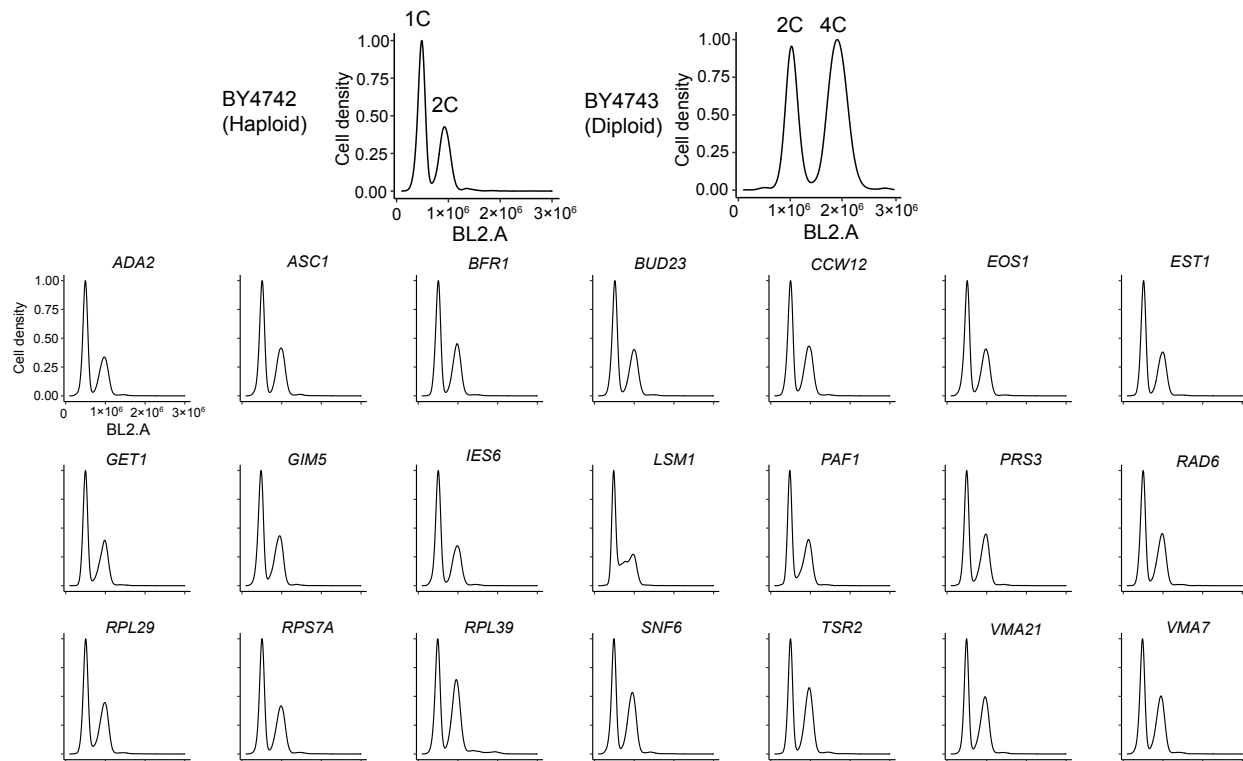 1C
2C
BY4742
(Haploid)
Cell density
1.00
0.75
0.50
0.25
0.00
0 1×10⁶ 2×10⁶ 3×10⁶
BL2.A
2C 4C
BY4743
(Diploid)
Cell density
1.00
0.75
0.50
0.25
0.00
0 1×10⁶ 2×10⁶ 3×10⁶
BL2.A
ADA2 ASC1 BFR1 BUD23 CCW12 EOS1 EST1
Cell density
1.00
0.75
0.50
0.25
0.00
0 1×10⁶ 2×10⁶ 3×10⁶
BL2.A
GET1 GIM5 IES6 LSM1 PAF1 PRS3 RAD6
RPL29 RPS7A RPL39 SNF6 TSR2 VMA21 VMA7